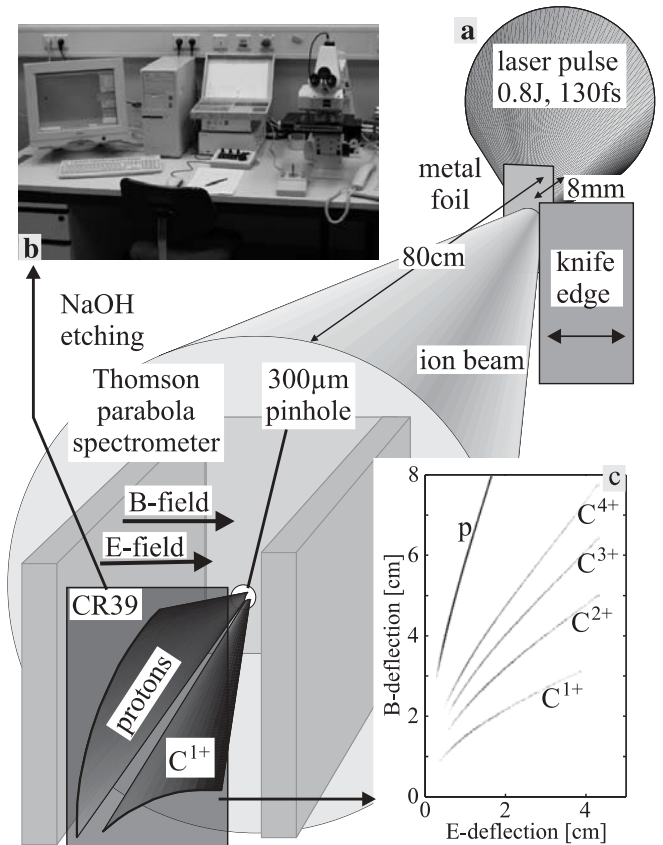 a
laser pulse
0.8J, 130fs
metal
foil
8mm
80cm
knife
edge
b
NaOH
etching
ion beam
Thomson
parabola
spectrometer
300µm
pinhole
B-field
E-field
CR39
protons
C1+
c
8
6
4
2
0
B-deflection [cm]
p
C4+
C3+
C2+
C1+
0
2
4
E-deflection [cm]